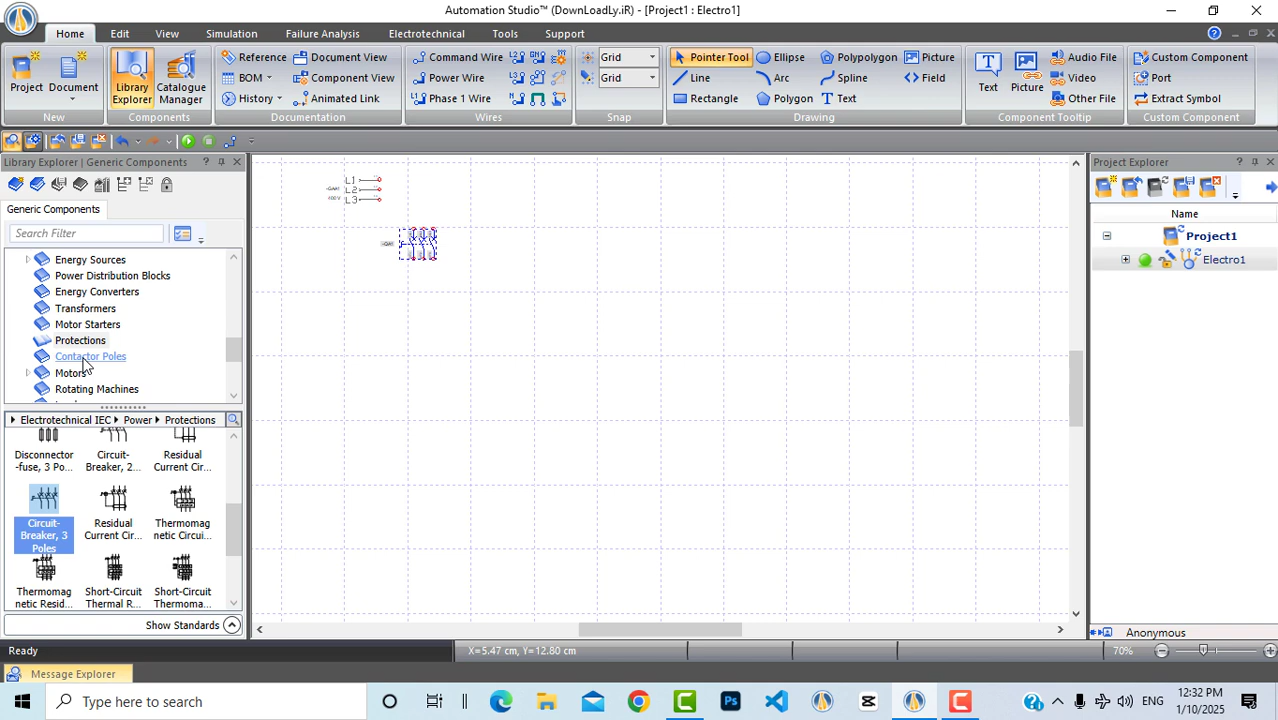 Automation Studio™ (DownLoadLy.iR) - [Project1 : Electro1]
Home Edit View Simulation Failure Analysis Electrotechnical Tools Support
Reference Document View Command Wire Grid Pointer Tool Ellipse Polyogon Picture Audio File Custom Component
BOM Component View Power Wire Grid Line Arc Spline Field Video Port
Project Document Library Explorer Catalogue Manager History Animated Link Phase 1 Wire Rectangle Polygon Text Text Picture Other File Extract Symbol
New Components Documentation Wires Snap Drawing Component Tooltip Custom Component
Library Explorer | Generic Components
Project Explorer
Generic Components
Search Filter
Energy Sources
Power Distribution Blocks
Energy Converters
Transformers
Motor Starters
Protections
Contactor Poles
Motors
Rotating Machines
Electrotechnical IEC Power Protections
Disconnector
-fuse, 3 Po...
Circuit-
Breaker, 2...
Residual
Current Cir...
Circuit-
Breaker, 3
Poles
Residual
Current Cir...
Thermomag
netic Circui...
Thermomag
netic Resid...
Short-Circuit
Thermal R...
Short-Circuit
Thermoma...
Show Standards
L1
L2
L3
400 V
Name
Project1
Electro1
Anonymous
Ready X=5.47 cm, Y=12.80 cm 70%
Message Explorer
Type here to search
Ps
ENG
12:32 PM
1/10/2025